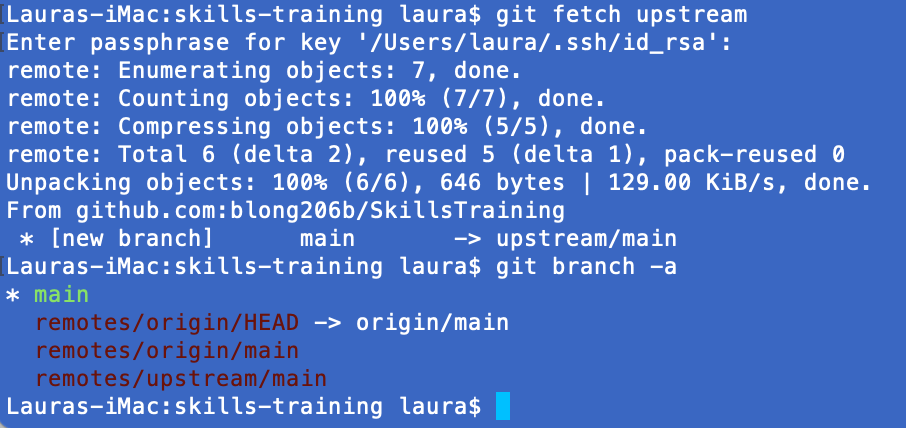 Lauras-iMac:skills-training laura$ git fetch upstream
Enter passphrase for key '/Users/laura/.ssh/id_rsa':
remote: Enumerating objects: 7, done.
remote: Counting objects: 100% (7/7), done.
remote: Compressing objects: 100% (5/5), done.
remote: Total 6 (delta 2), reused 5 (delta 1), pack-reused 0
Unpacking objects: 100% (6/6), 646 bytes | 129.00 KiB/s, done.
From github.com:blong206b/SkillsTraining
 * [new branch]      main       -> upstream/main
Lauras-iMac:skills-training laura$ git branch -a
* main
  remotes/origin/HEAD -> origin/main
  remotes/origin/main
  remotes/upstream/main
Lauras-iMac:skills-training laura$